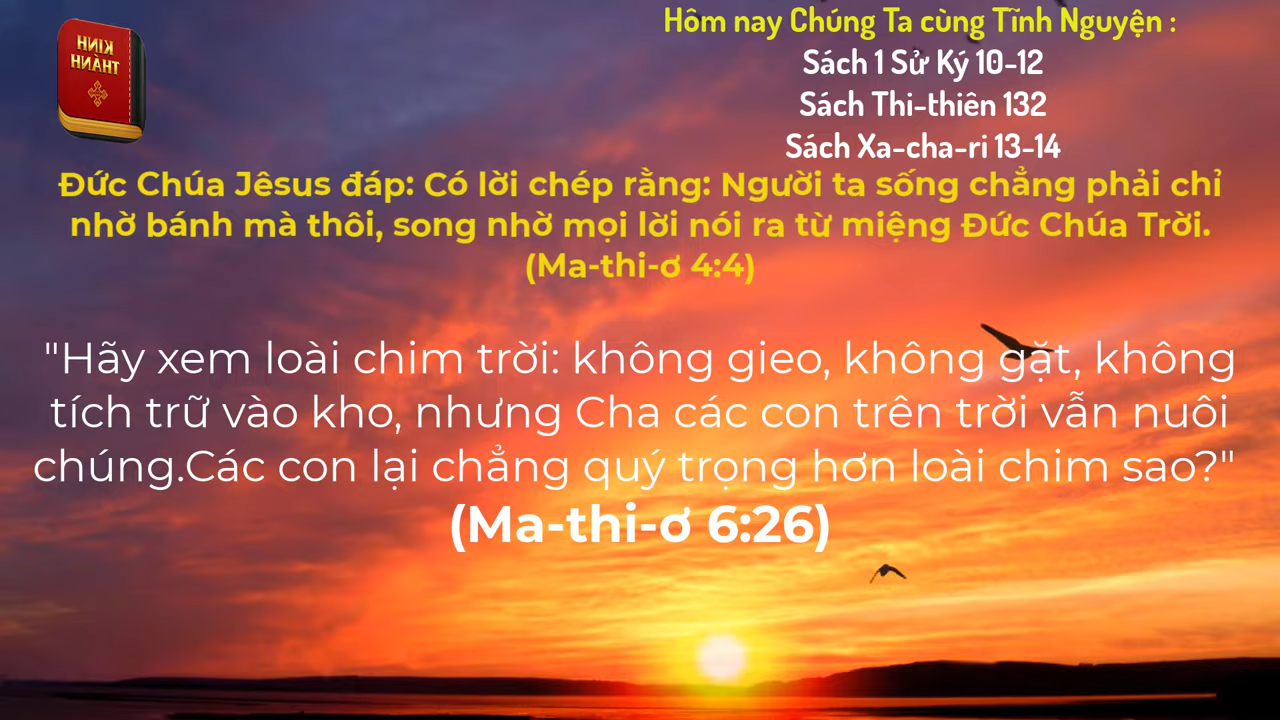 KINH
THÁNH
Hôm nay Chúng Ta cùng Tĩnh Nguyện :
Sách 1 Sử Ký 10-12
Sách Thi-thiên 132
Sách Xa-cha-ri 13-14
Đức Chúa Jêsus đáp: Có lời chép rằng: Người ta sống chẳng phải chỉ
nhờ bánh mà thôi, song nhờ mọi lời nói ra từ miệng Đức Chúa Trời.
(Ma-thi-ơ 4:4)
"Hãy xem loài chim trời: không gieo, không gặt, không
tích trữ vào kho, nhưng Cha các con trên trời vẫn nuôi
chúng.Các con lại chẳng quý trọng hơn loài chim sao?"
(Ma-thi-ơ 6:26)